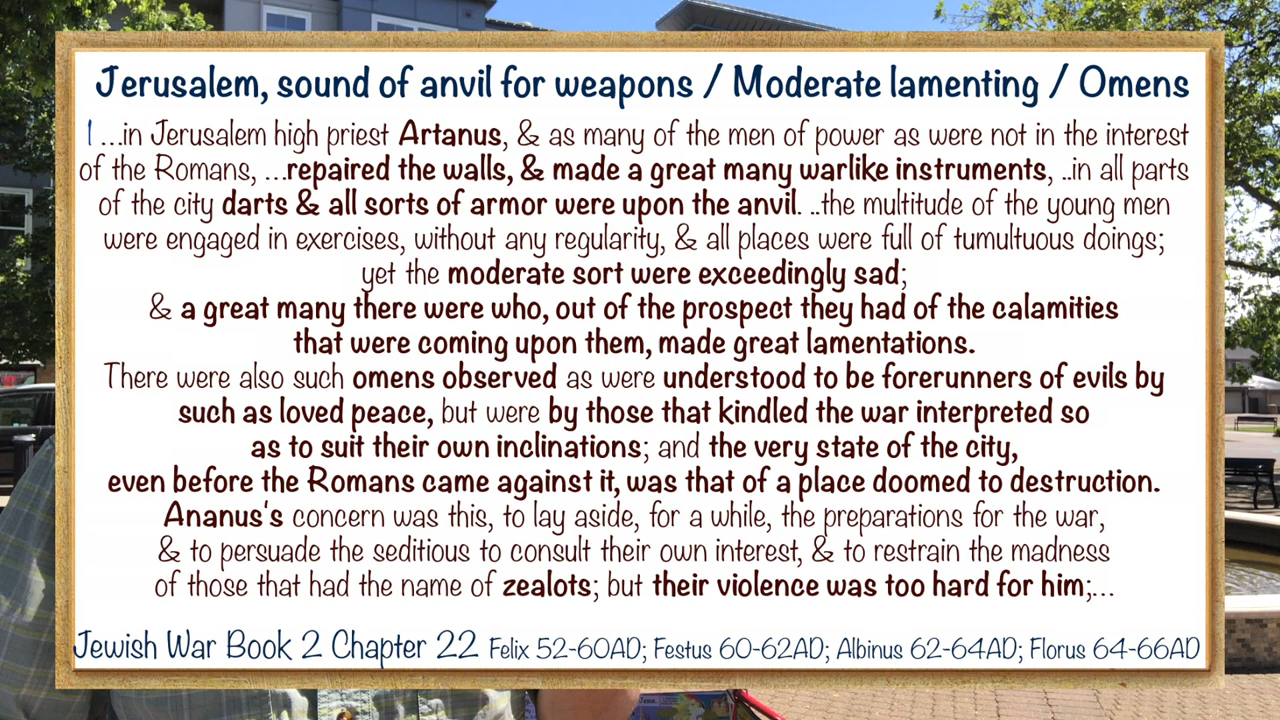 Jerusalem, sound of anvil for weapons / Moderate lamenting / Omens
1 ...in Jerusalem high priest Artanus, & as many of the men of power as were not in the interest
of the Romans, ...repaired the walls, & made a great many warlike instruments, ..in all parts
of the city darts & all sorts of armor were upon the anvil. ..the multitude of the young men
were engaged in exercises, without any regularity, & all places were full of tumultuous doings;
yet the moderate sort were exceedingly sad;
& a great many there were who, out of the prospect they had of the calamities
that were coming upon them, made great lamentations.
There were also such omens observed as were understood to be forerunners of evils by
such as loved peace, but were by those that kindled the war interpreted so
as to suit their own inclinations; and the very state of the city,
even before the Romans came against it, was that of a place doomed to destruction.
Ananus's concern was this, to lay aside, for a while, the preparations for the war,
& to persuade the seditious to consult their own interest, & to restrain the madness
of those that had the name of zealots; but their violence was too hard for him;...
Jewish War Book 2 Chapter 22 Felix 52-60AD; Festus 60-62AD; Albinus 62-64AD; Florus 64-66AD